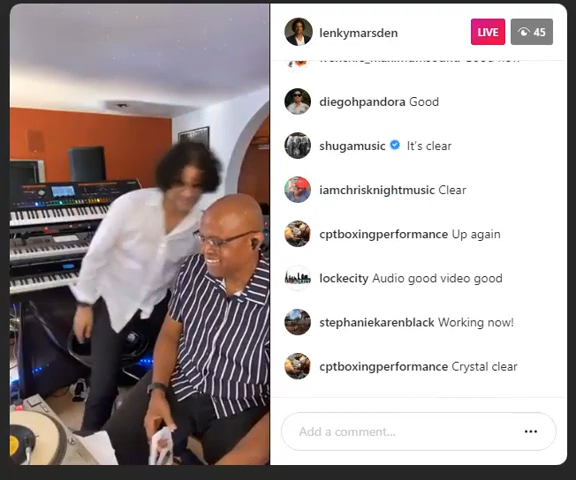 lenkymarsden
LIVE
45
diegohpandora Good
shugamusic It's clear
iamchrisknightmusic Clear
cptboxingperformance Up again
lockecity Audio good video good
stephaniekarenblack Working now!
cptboxingperformance Crystal clear
Add a comment...